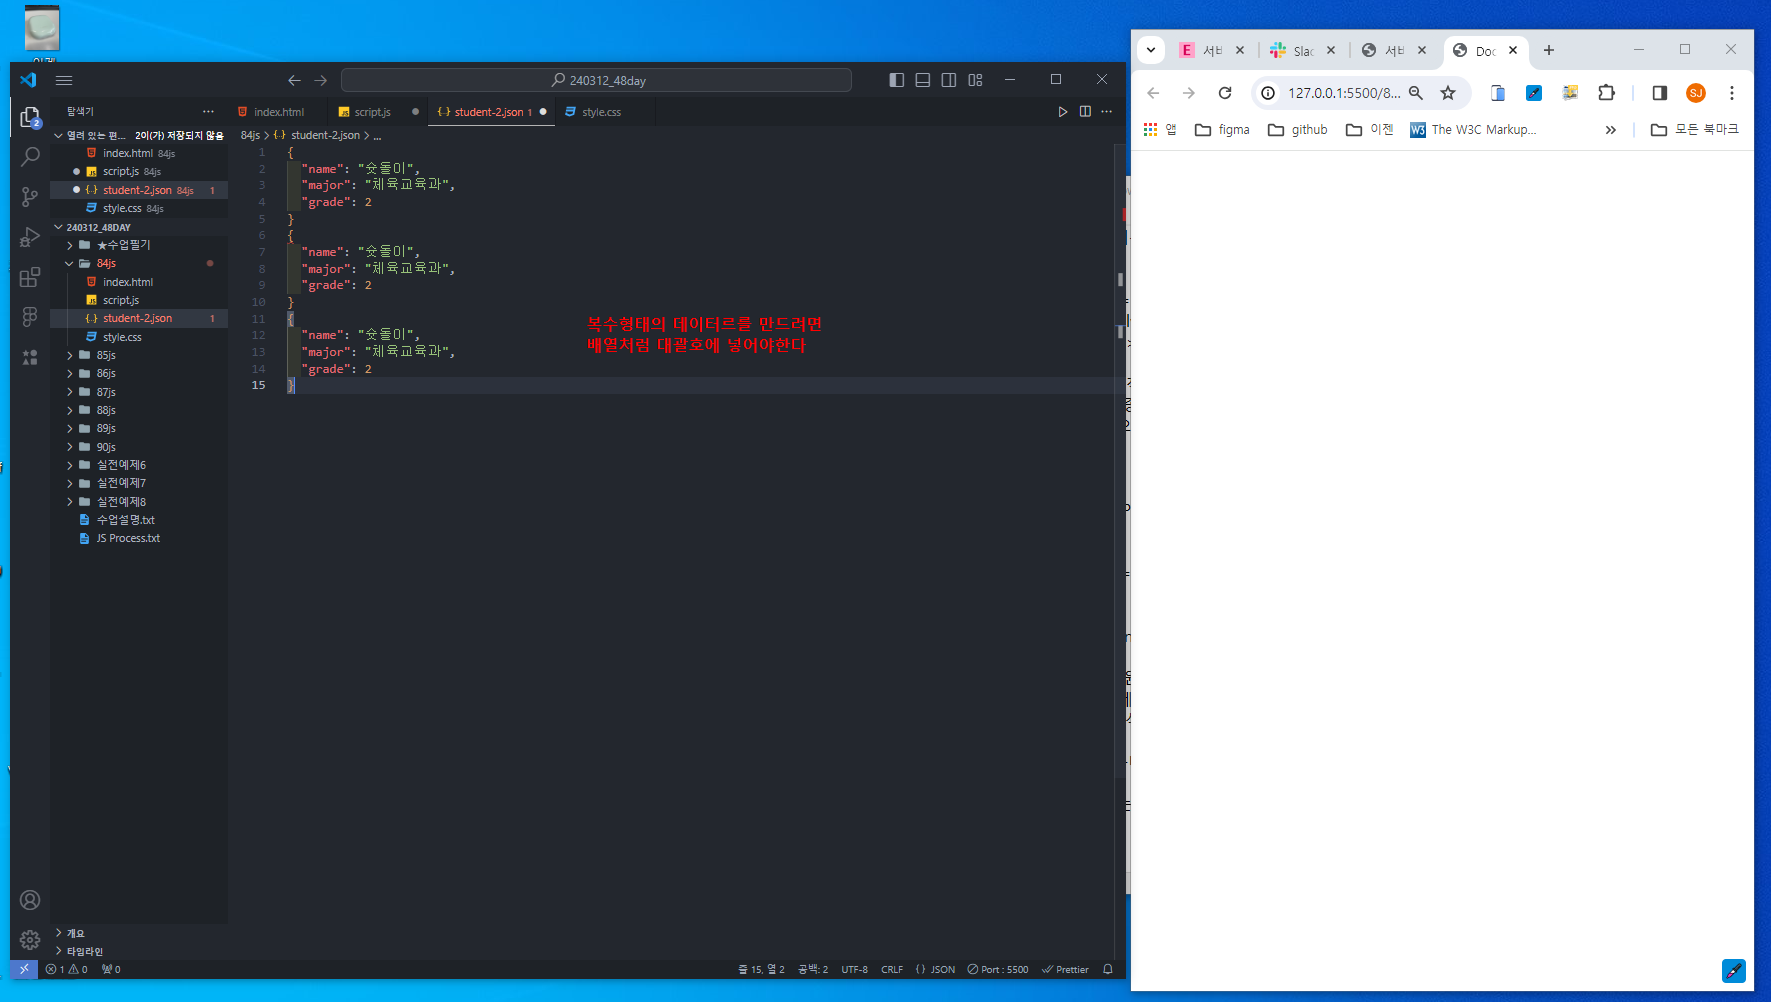 이젠
240312_48day
탐색기
index.html
script.js
student-2.json 1
style.css
열려 있는 편... 2이(가) 저장되지 않음
index.html 84js
script.js 84js
student-2.json 84js 1
style.css 84js
240312_48DAY
★수업필기
84js
index.html
script.js
student-2.json 1
style.css
85js
86js
87js
88js
89js
90js
실전예제6
실전예제7
실전예제8
수업설명.txt
JS Process.txt
개요
타임라인
84js > {} student-2.json > ...
1 {
2 "name": "슛돌이",
3 "major": "체육교육과",
4 "grade": 2
5 }
6 {
7 "name": "슛돌이",
8 "major": "체육교육과",
9 "grade": 2
10 }
11 {
12 "name": "슛돌이",
13 "major": "체육교육과",
14 "grade": 2
15 }
복수형태의 데이터르를 만드려면
배열처럼 대괄호에 넣어야한다
1 0 0
줄 15, 열 2 공백: 2 UTF-8 CRLF {} JSON Port : 5500 Prettier
E 서비 Slac 서비 Doc
127.0.0.1:5500/8... SJ
앱 figma github 이젠 W3 The W3C Markup... » 모든 북마크